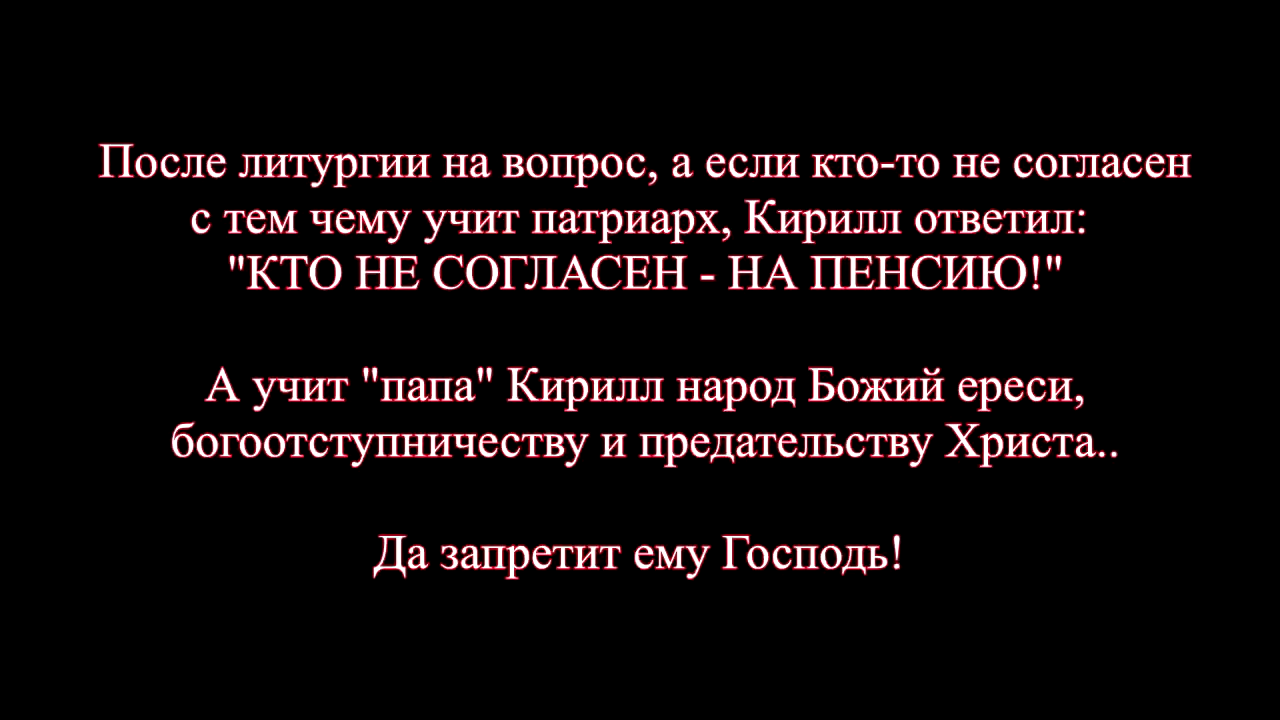 После литургии на вопрос, а если кто-то не согласен
с тем чему учит патриарх, Кирилл ответил:
"КТО НЕ СОГЛАСЕН - НА ПЕНСИЮ!"
А учит "папа" Кирилл народ Божий ереси,
богоотступничеству и предательству Христа..
Да запретит ему Господь!